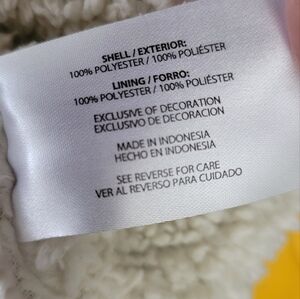 SHELL / EXTERIOR:
100% POLYESTER / 100% POLIÉSTER
LINING / FORRO:
100% POLYESTER / 100% POLIÉSTER
EXCLUSIVE OF DECORATION
EXCLUSIVO DE DECORACION
MADE IN INDONESIA
HECHO EN INDONESIA
SEE REVERSE FOR CARE
VER AL REVERSO PARA CUIDADO